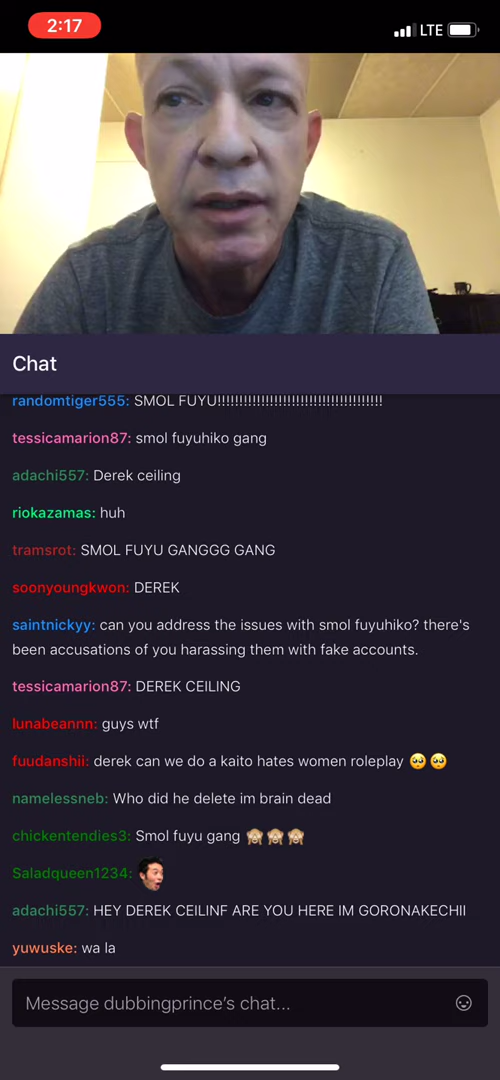 2:17
LTE
Chat
randomtiger555: SMOL FUYU!!!!!!!!!!!!!!!!!!!!!!!!!!!!!!!!!!!!!!
tessicamarion87: smol fuyuhiko gang
adachi557: Derek ceiling
riokazamas: huh
tramsrot: SMOL FUYU GANGGG GANG
soonyoungkwon: DEREK
saintnickyy: can you address the issues with smol fuyuhiko? there's
been accusations of you harassing them with fake accounts.
tessicamarion87: DEREK CEILING
lunabeannn: guys wtf
fuudanshii: derek can we do a kaito hates women roleplay 🥺🥺
namelessneb: Who did he delete im brain dead
chickentendies3: Smol fuyu gang 🙈🙈🙈
Saladqueen1234:
adachi557: HEY DEREK CEILINF ARE YOU HERE IM GORONAKECHII
yuwuske: wa la
Message dubbingprince's chat...